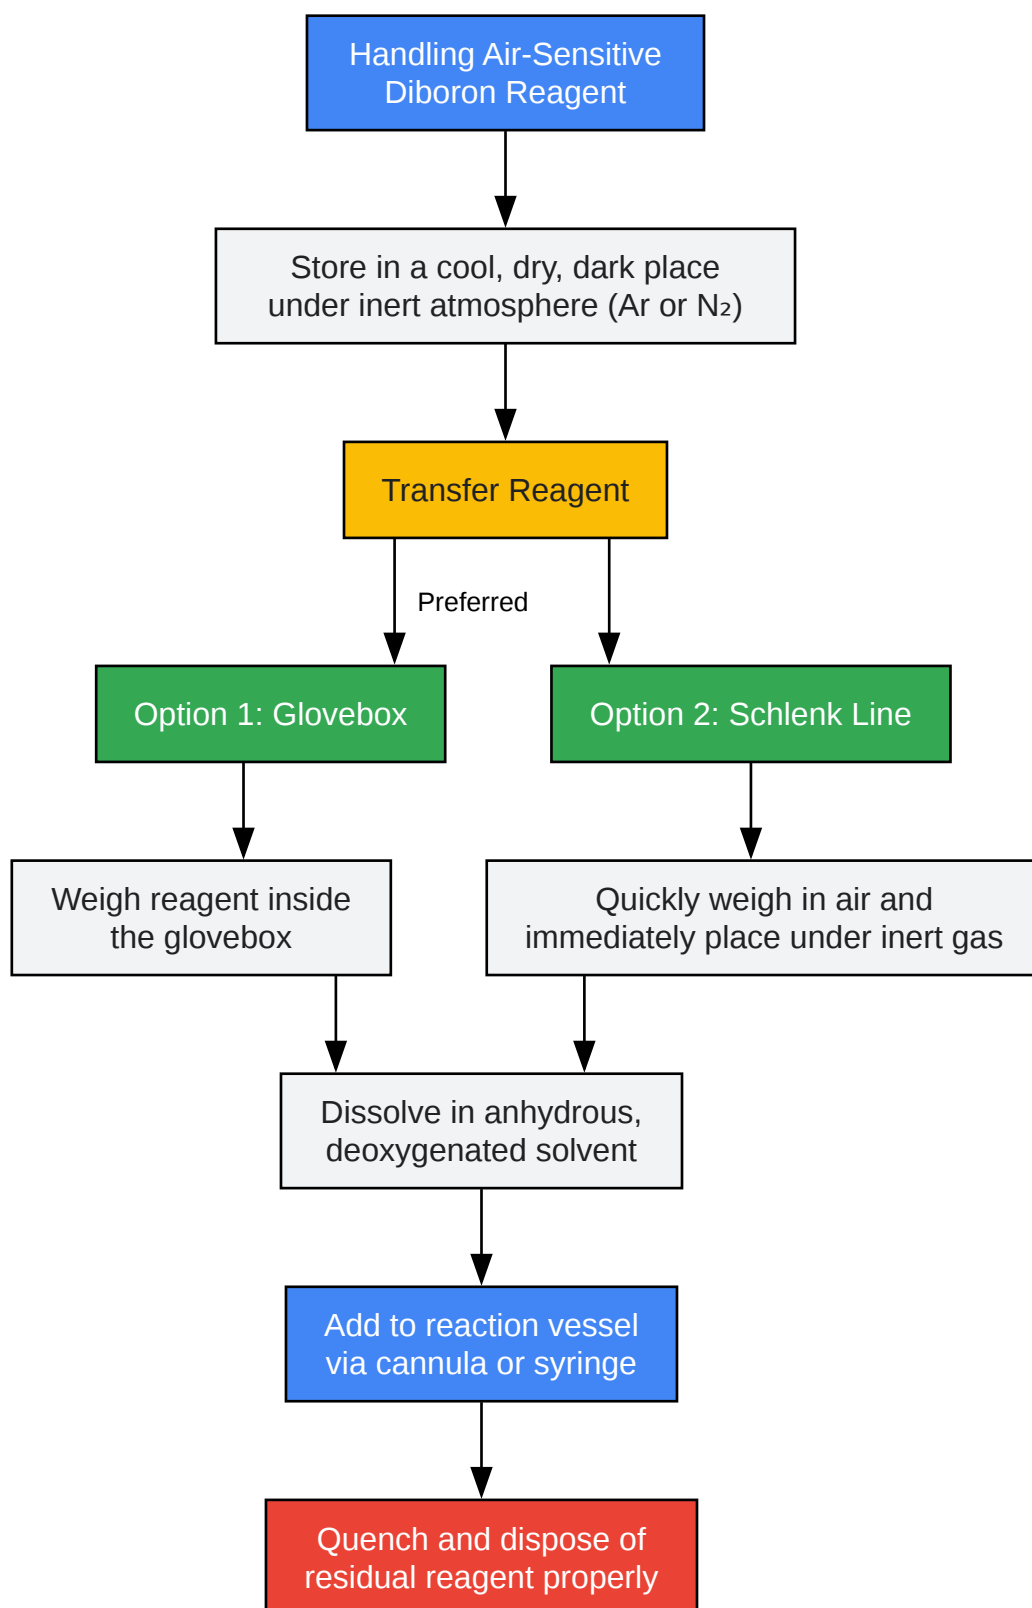 Handling Air-Sensitive
Diboron Reagent
Store in a cool, dry, dark place
under inert atmosphere (Ar or N₂)
Transfer Reagent
Preferred
Option 1: Glovebox
Option 2: Schlenk Line
Weigh reagent inside
the glovebox
Quickly weigh in air and
immediately place under inert gas
Dissolve in anhydrous,
deoxygenated solvent
Add to reaction vessel
via cannula or syringe
Quench and dispose of
residual reagent properly